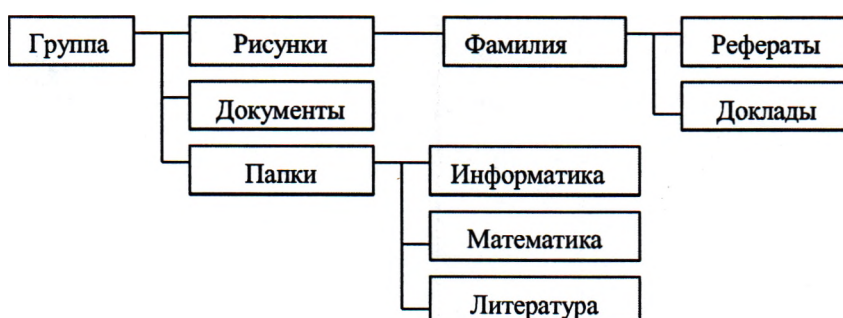 Группа Рисунки Фамилия Рефераты
Документы Доклады
Папки Информатика
Математика
Литература